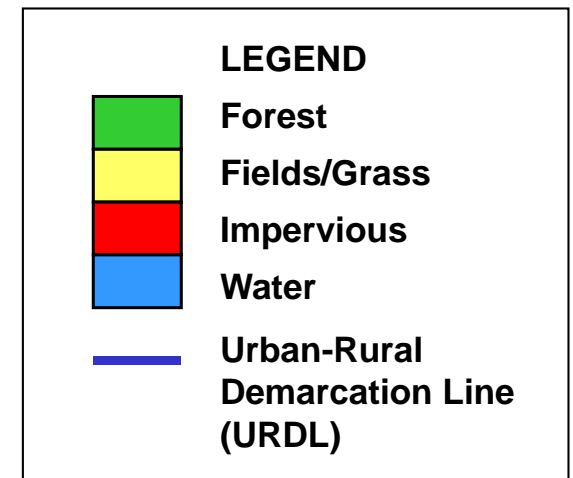 LEGEND
Forest
Fields/Grass
Impervious
Water
Urban-Rural
Demarcation Line
(URDL)